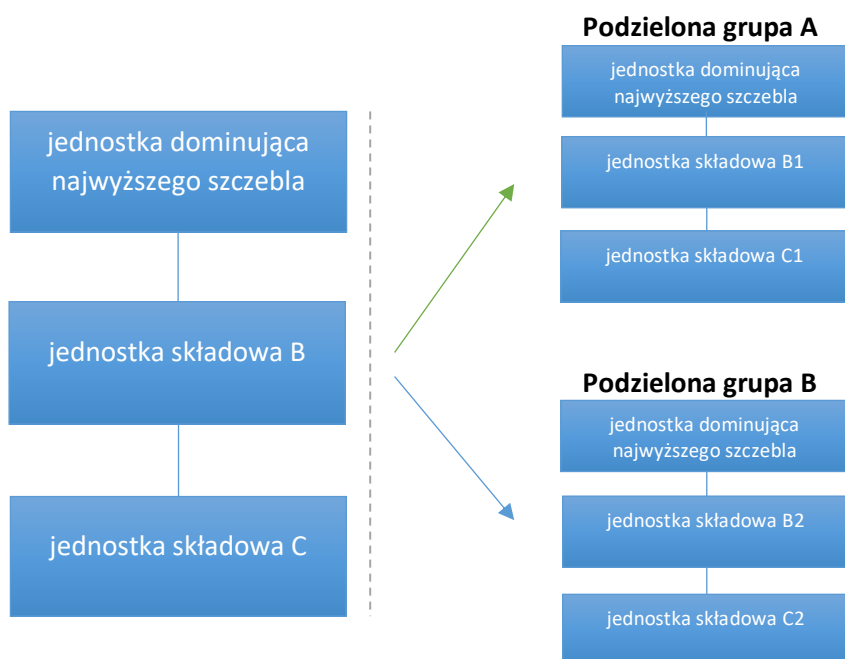 jednostka dominująca
najwyższego szczebla
jednostka składowa B
jednostka składowa C
Podzielona grupa A
jednostka dominująca
najwyższego szczebla
jednostka składowa B1
jednostka składowa C1
Podzielona grupa B
jednostka dominująca
najwyższego szczebla
jednostka składowa B2
jednostka składowa C2